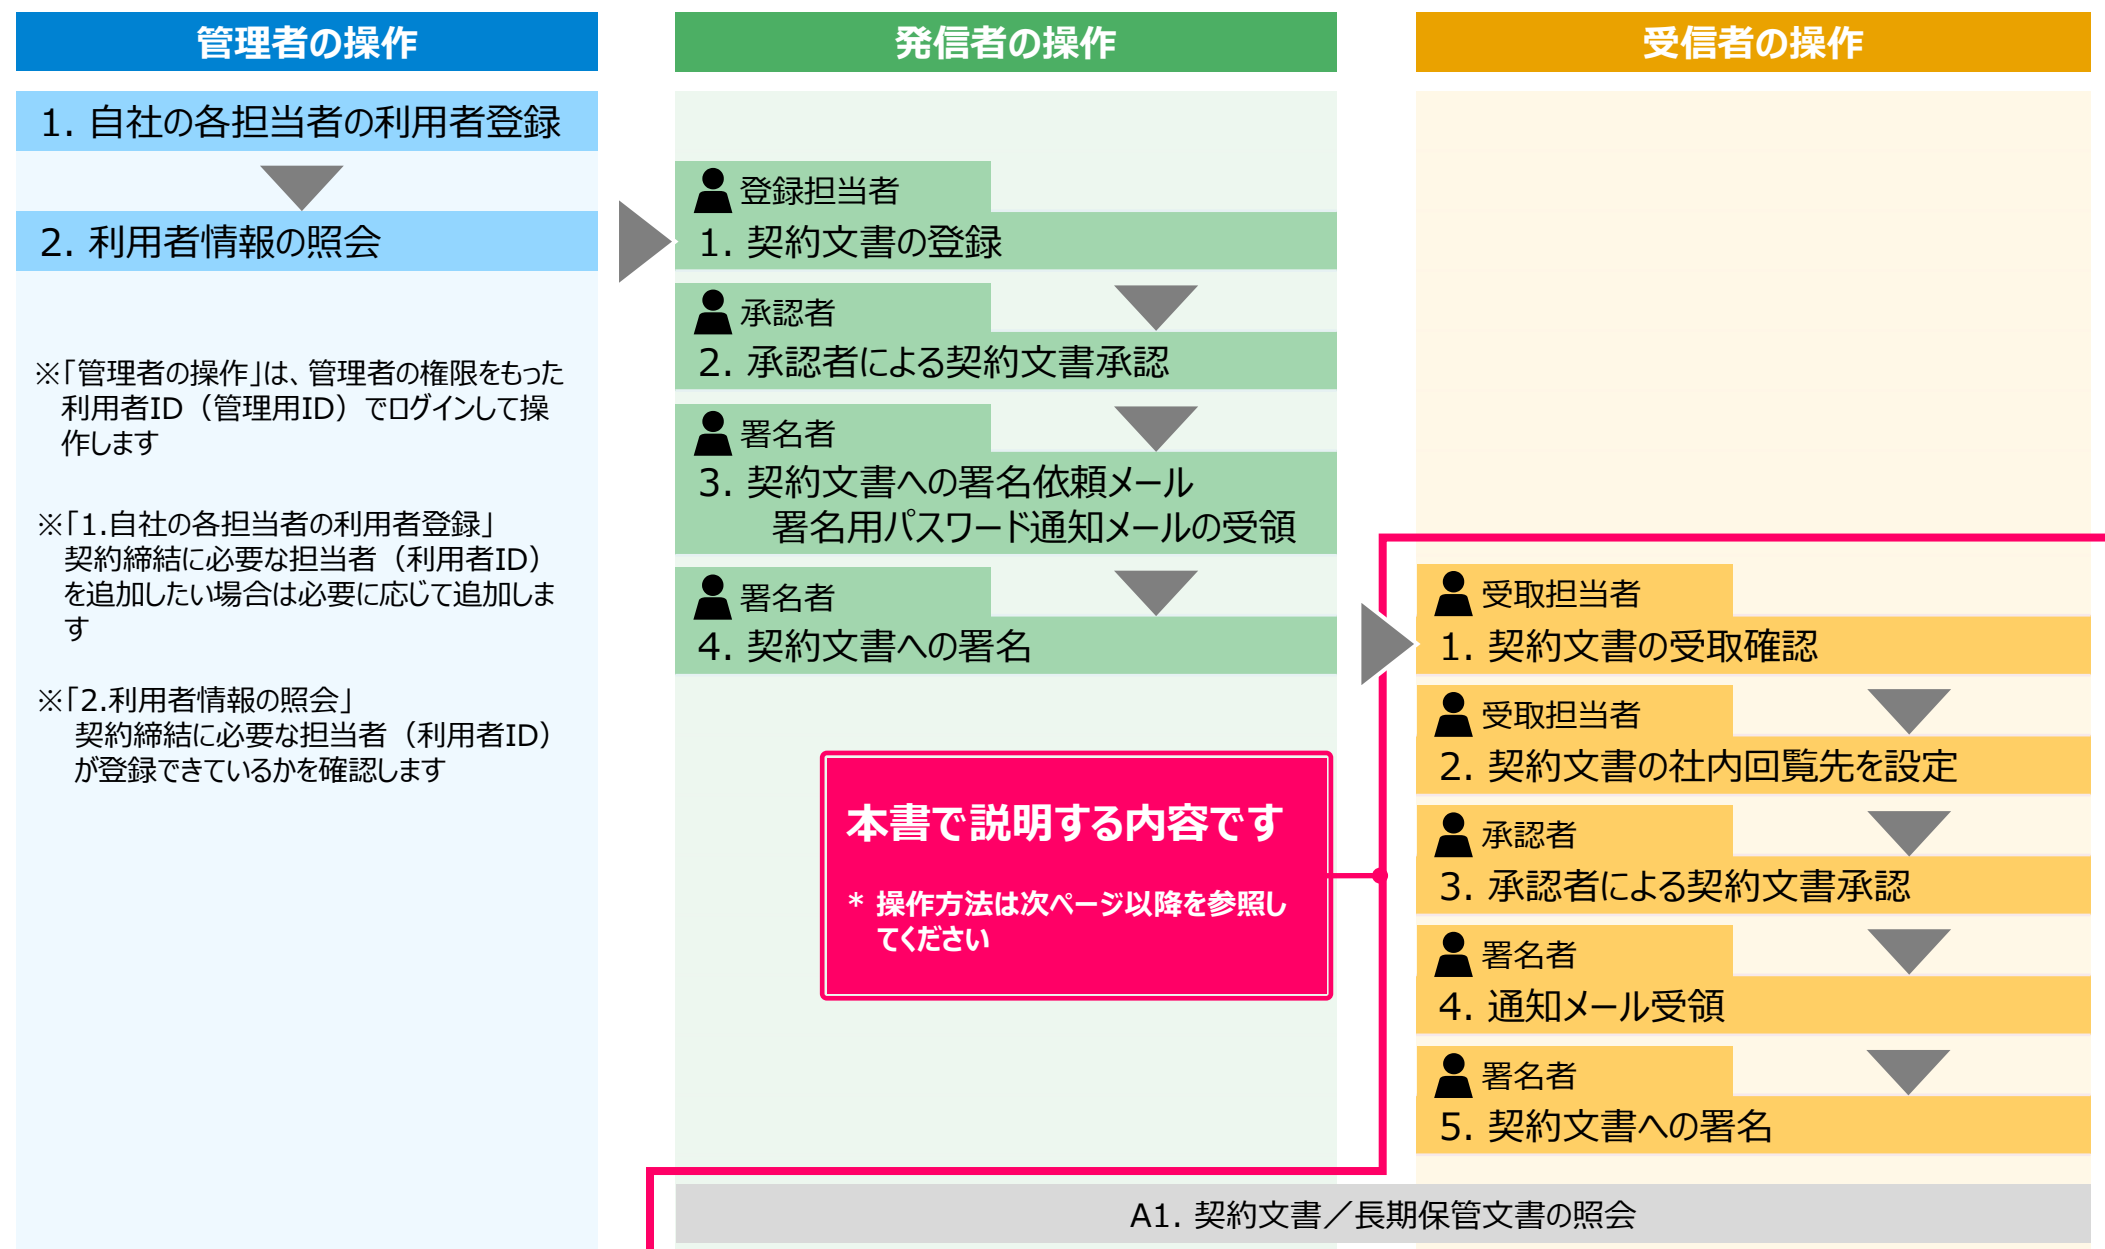 管理者の操作
1. 自社の各担当者の利用者登録
2. 利用者情報の照会
※「管理者の操作」は、管理者の権限をもった
利用者ID（管理用ID）でログインして操
作します
※「1.自社の各担当者の利用者登録」
契約締結に必要な担当者（利用者ID）
を追加したい場合は必要に応じて追加しま
す
※「2.利用者情報の照会」
契約締結に必要な担当者（利用者ID）
が登録できているかを確認します
発信者の操作
登録担当者
1. 契約文書の登録
承認者
2. 承認者による契約文書承認
署名者
3. 契約文書への署名依頼メール
署名用パスワード通知メールの受領
署名者
4. 契約文書への署名
本書で説明する内容です
* 操作方法は次ページ以降を参照し
てください
受信者の操作
受取担当者
1. 契約文書の受取確認
受取担当者
2. 契約文書の社内回覧先を設定
承認者
3. 承認者による契約文書承認
署名者
4. 通知メール受領
署名者
5. 契約文書への署名
A1. 契約文書／長期保管文書の照会